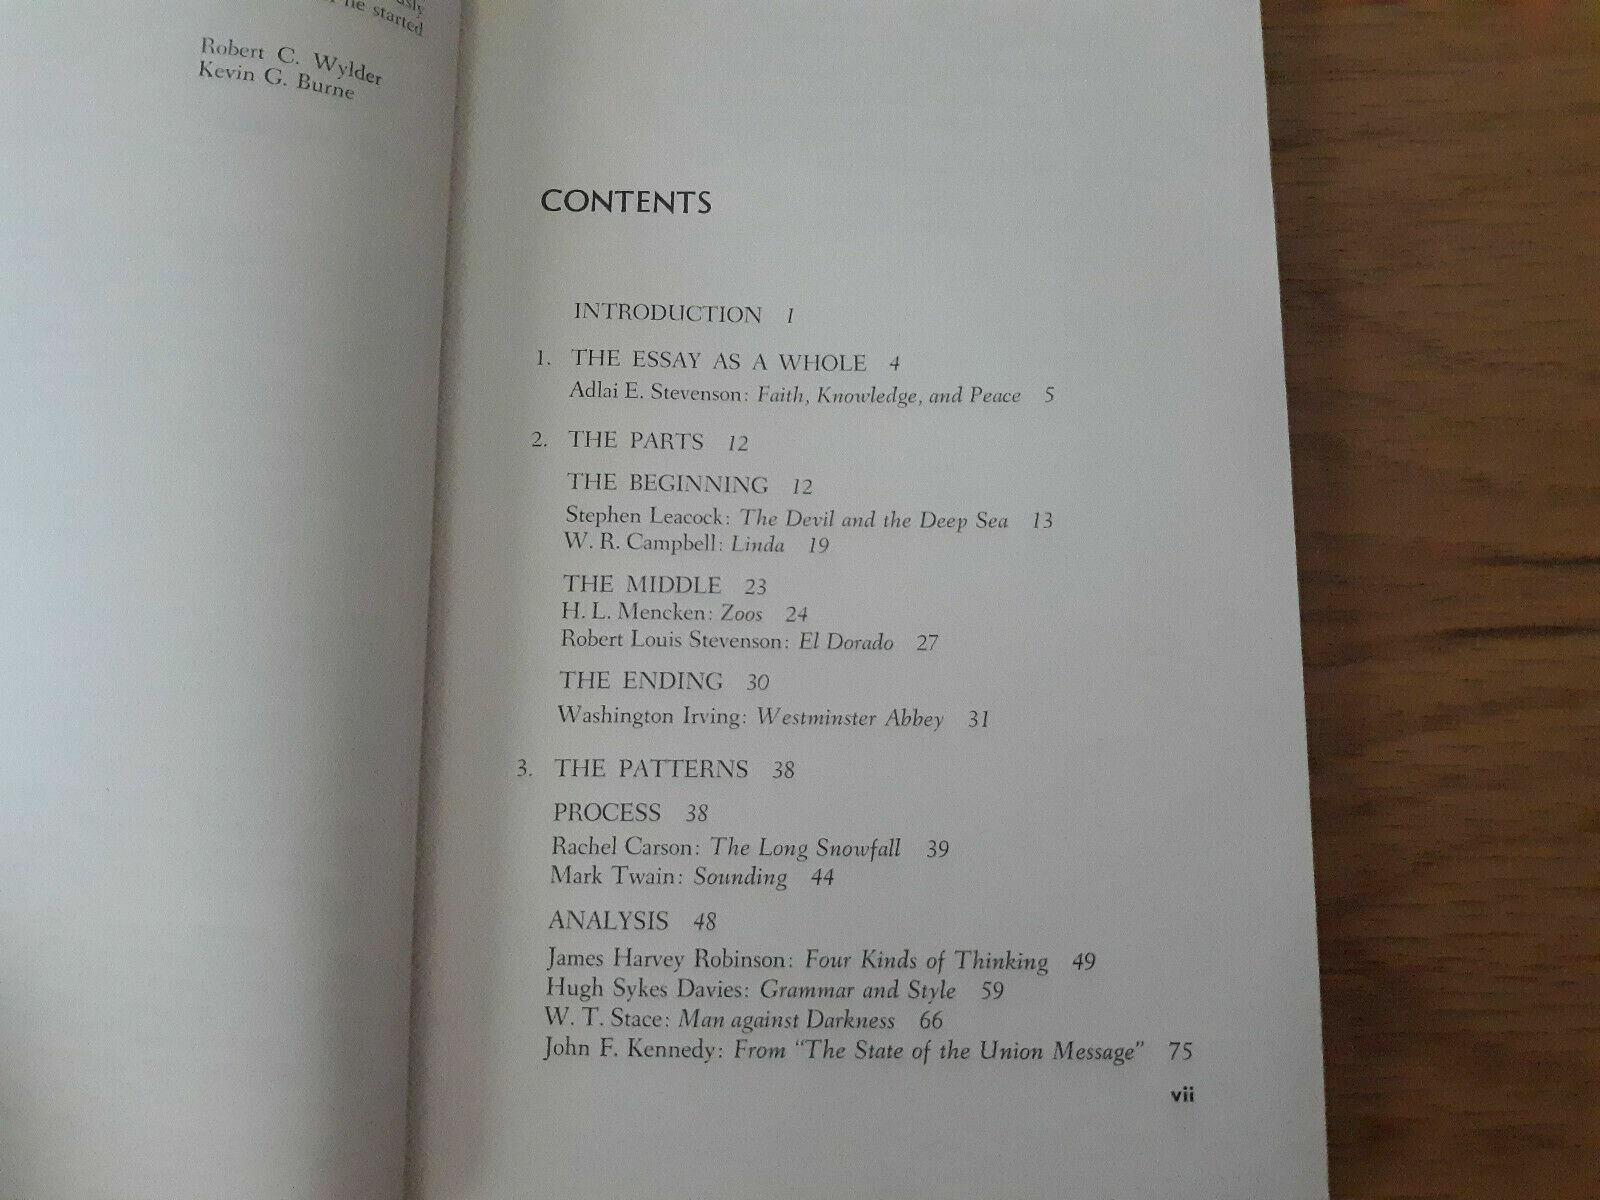 he started
Robert C. Wylder
Kevin G. Burne
CONTENTS
INTRODUCTION 1
1. THE ESSAY AS A WHOLE 4
Adlai E. Stevenson: Faith, Knowledge, and Peace 5
2. THE PARTS 12
THE BEGINNING 12
Stephen Leacock: The Devil and the Deep Sea 13
W. R. Campbell: Linda 19
THE MIDDLE 23
H. L. Mencken: Zoos 24
Robert Louis Stevenson: El Dorado 27
THE ENDING 30
Washington Irving: Westminster Abbey 31
3. THE PATTERNS 38
PROCESS 38
Rachel Carson: The Long Snowfall 39
Mark Twain: Sounding 44
ANALYSIS 48
James Harvey Robinson: Four Kinds of Thinking 49
Hugh Sykes Davies: Grammar and Style 59
W. T. Stace: Man against Darkness 66
John F. Kennedy: From "The State of the Union Message" 75
vii